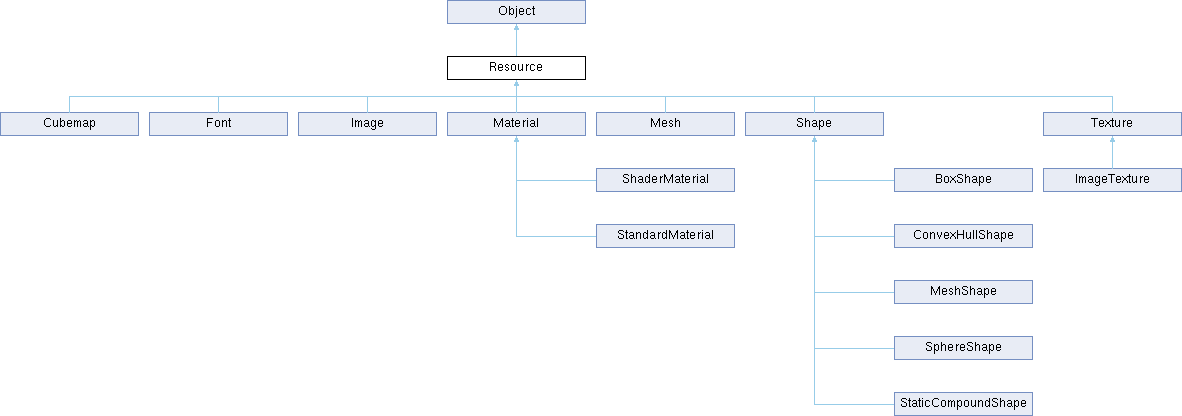 Object
Resource
Cubemap
Font
Image
Material
Mesh
Shape
Texture
ShaderMaterial
BoxShape
ImageTexture
StandardMaterial
ConvexHullShape
MeshShape
SphereShape
StaticCompoundShape